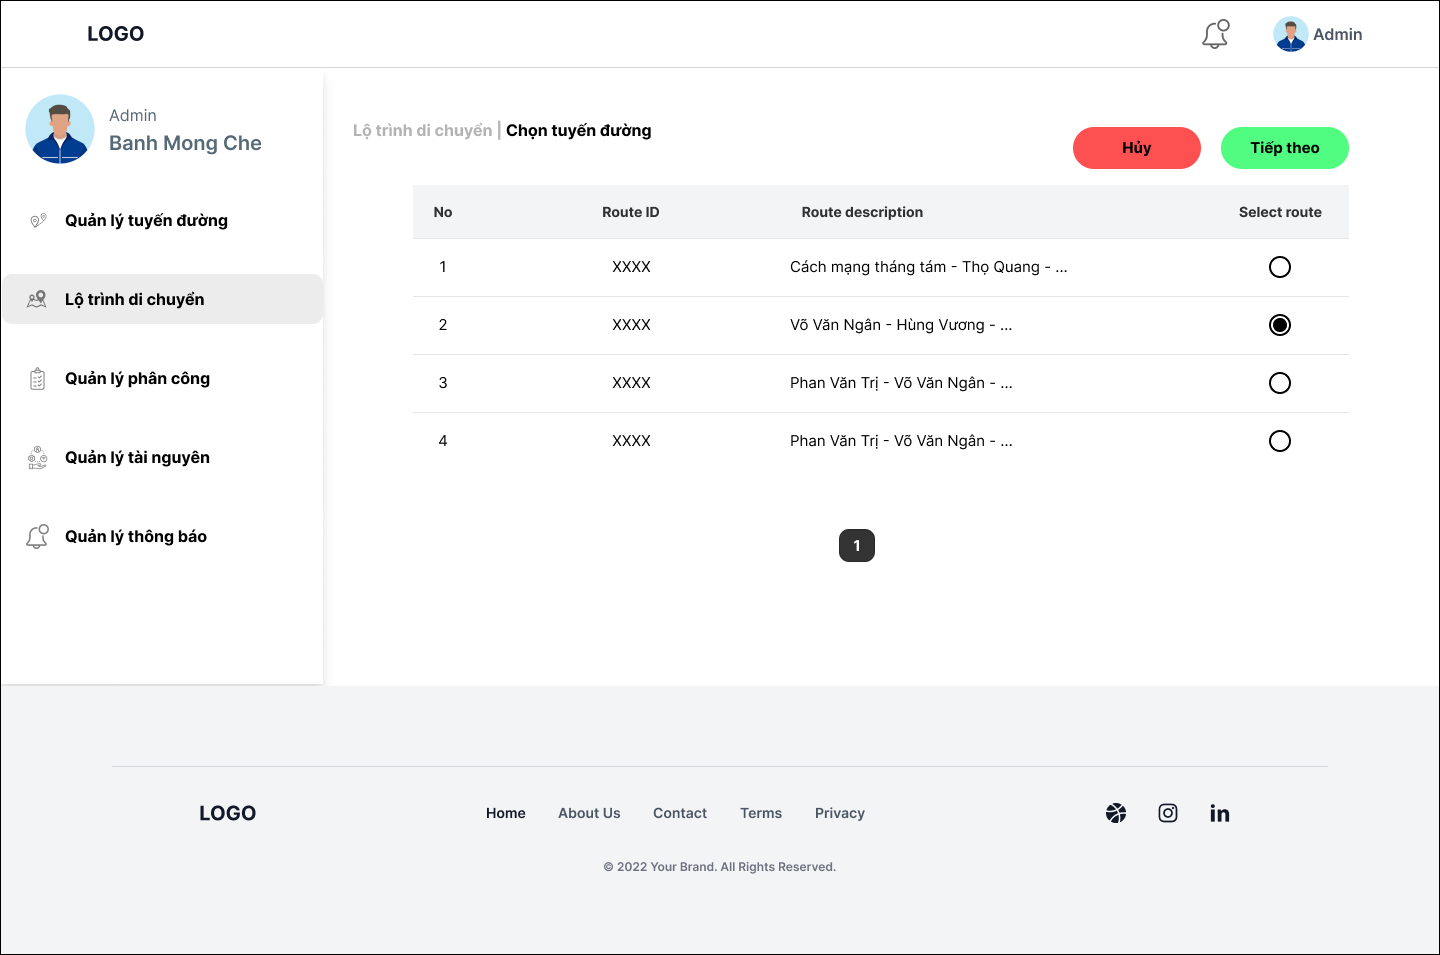 LOGO
Admin
Admin
Banh Mong Che
Lộ trình di chuyển | Chọn tuyến đường
Hủy
Tiếp theo
Quản lý tuyến đường
Lộ trình di chuyển
Quản lý phân công
Quản lý tài nguyên
Quản lý thông báo
No Route ID Route description Select route
1 XXXX Cách mạng tháng tám - Thọ Quang - ...
2 XXXX Võ Văn Ngân - Hùng Vương - ...
3 XXXX Phan Văn Trị - Võ Văn Ngân - ...
4 XXXX Phan Văn Trị - Võ Văn Ngân - ...
1
LOGO
Home About Us Contact Terms Privacy
© 2022 Your Brand. All Rights Reserved.